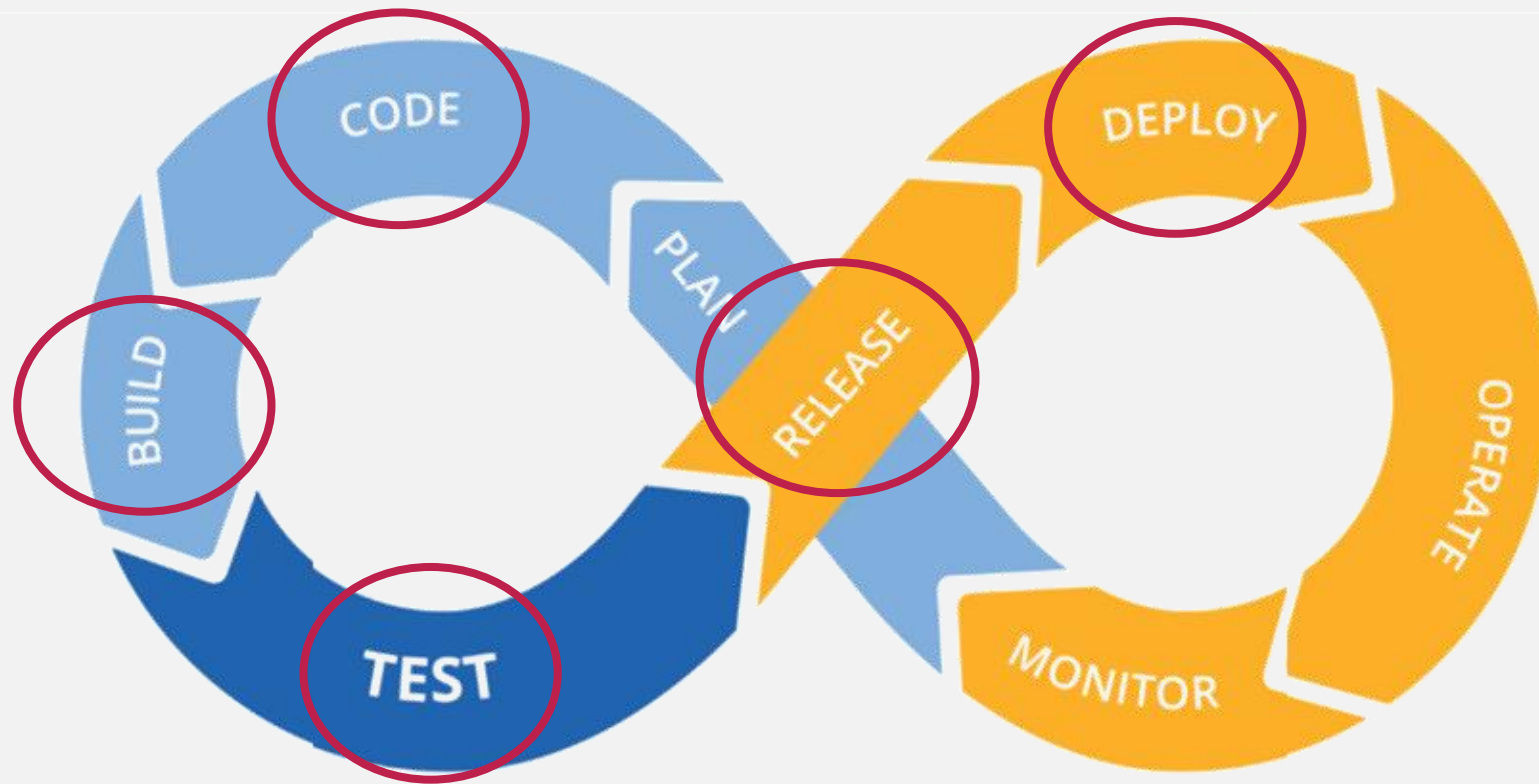 CODE
DEPLOY
PLAN
RELEASE
BUILD
OPERATE
TEST
MONITOR